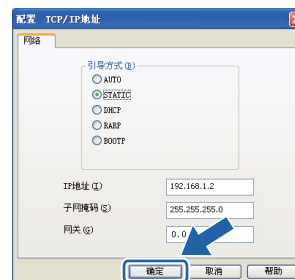 配置 TCP/IP地址
网络
引导方式(B)
AUTO
STATIC
DHCP
RARP
BOOTP
IP地址(I) 192.168.1.2
子网掩码(S) 255.255.255.0
网关(G) 0.0
确定 取消 帮助